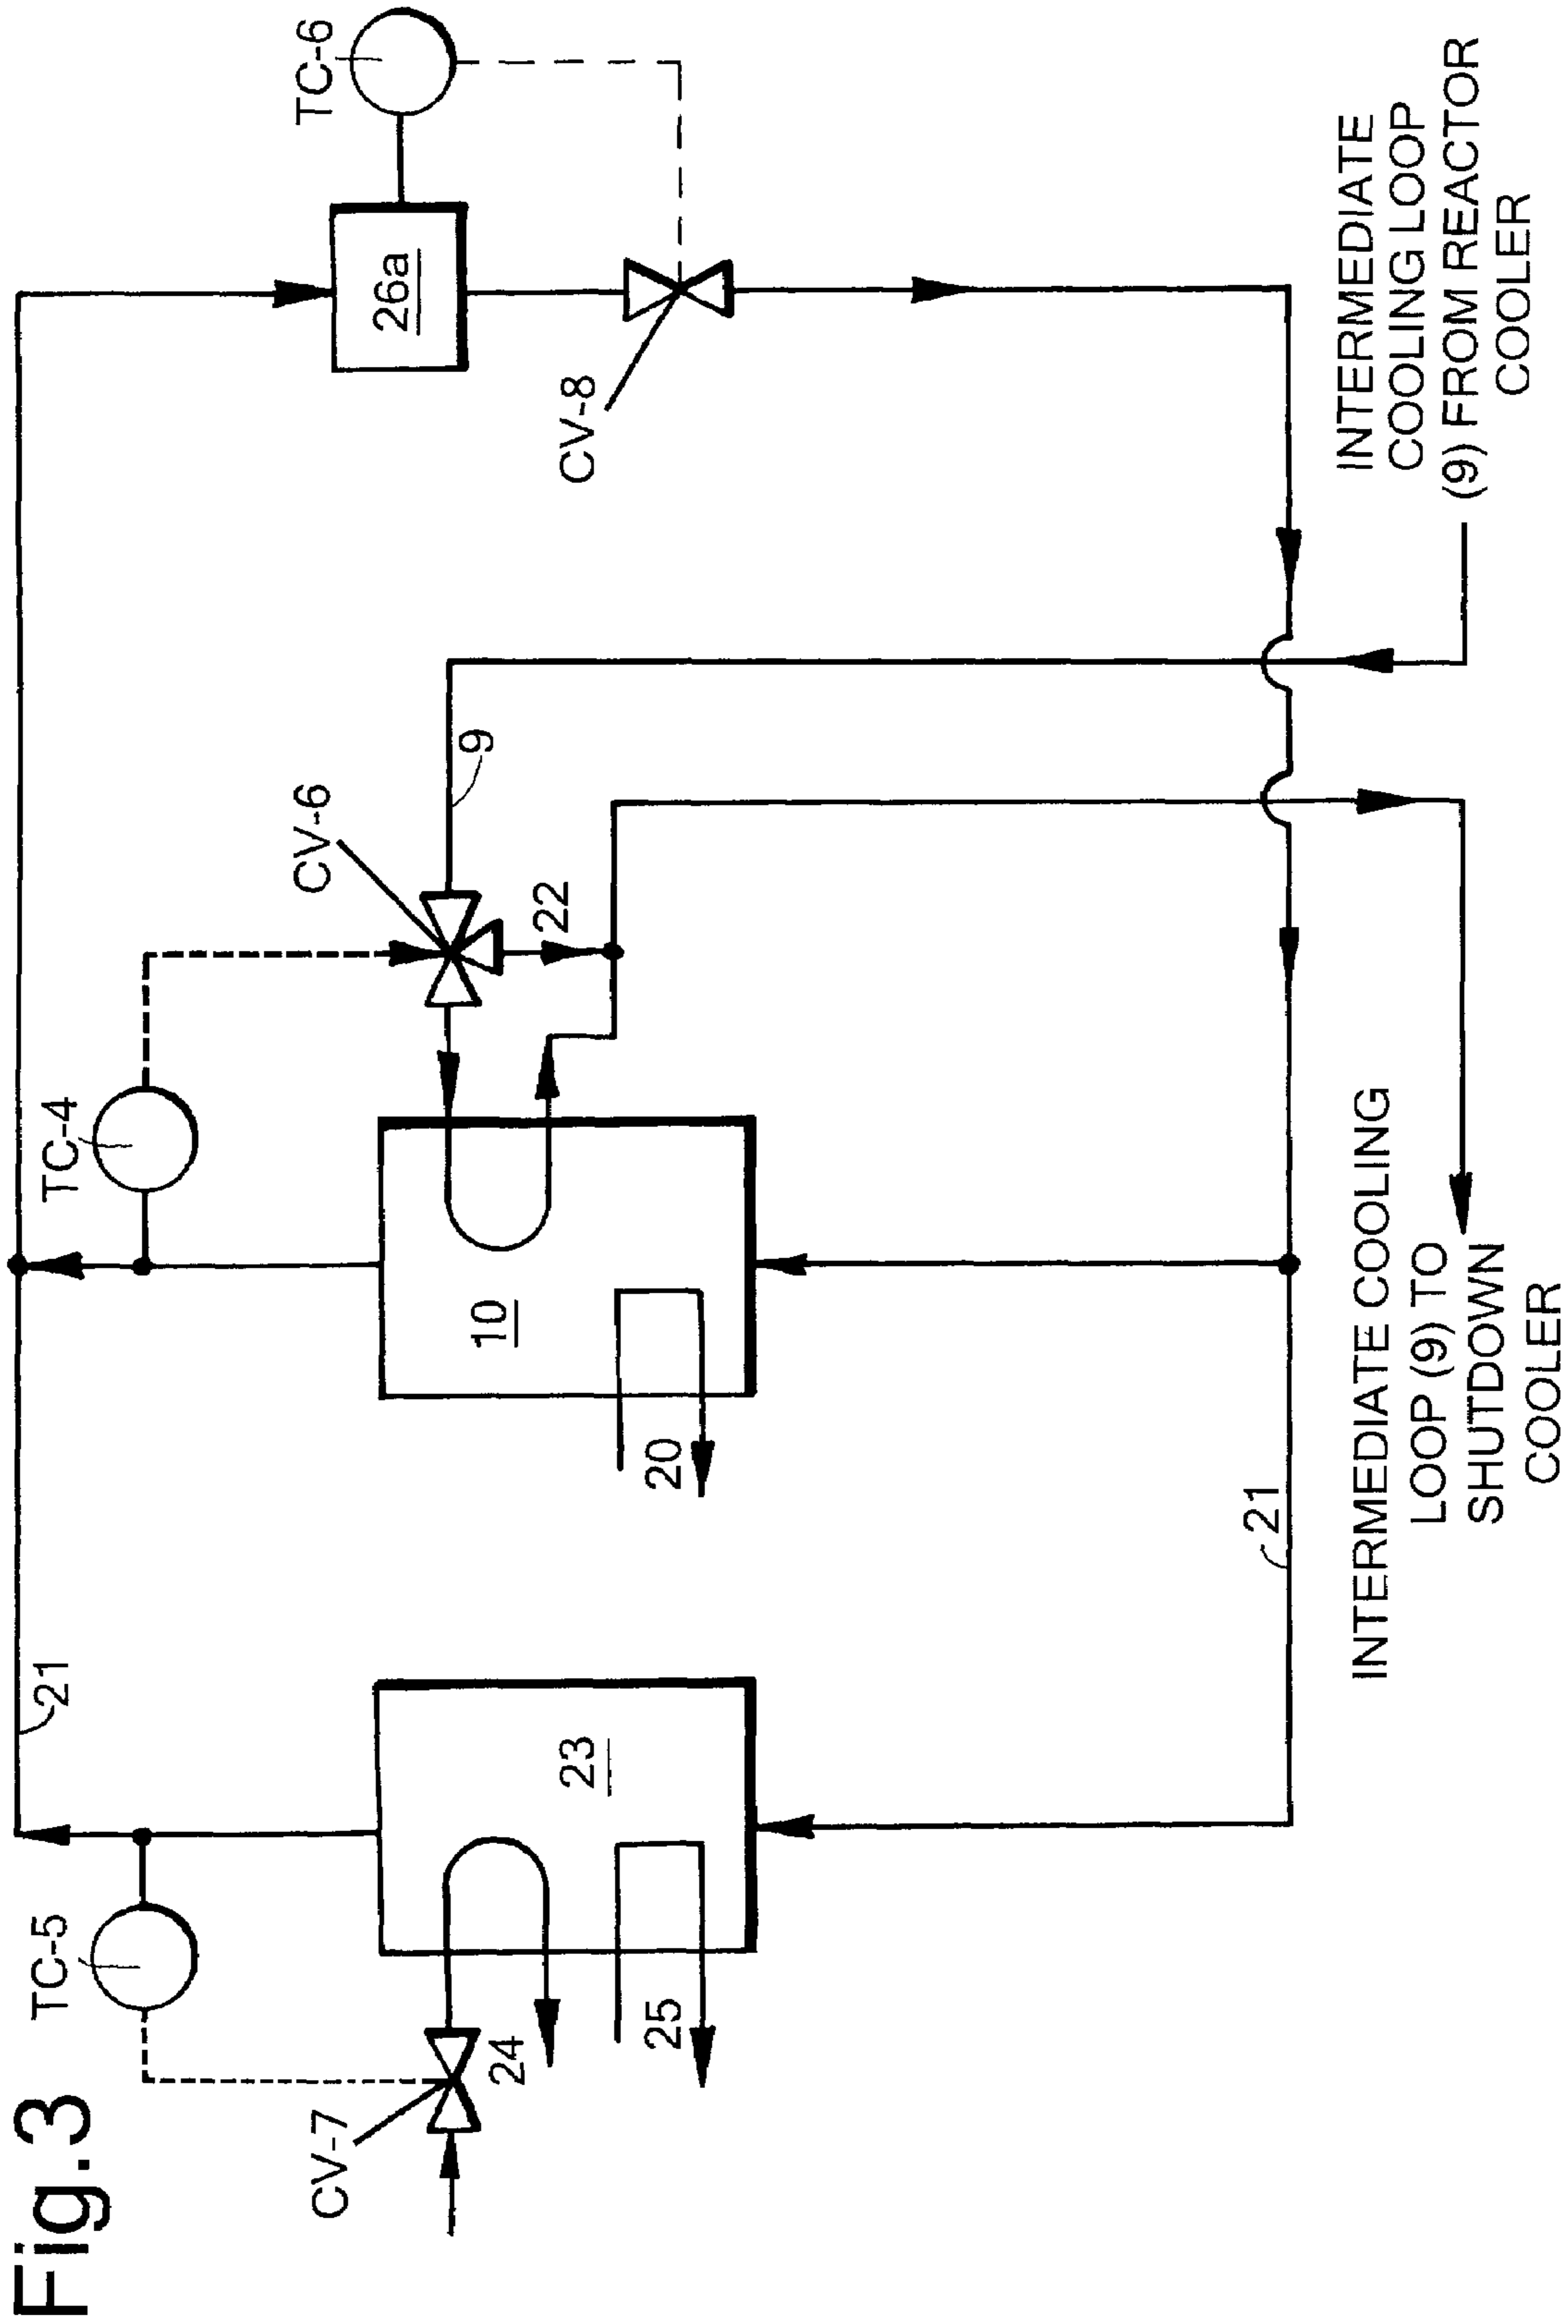 Fig.3
21
TC-5
TC-4
TC-6
CV-7
CV-6
CV-8
24
23
25
10
20
22
9
26a
21
INTERMEDIATE COOLING
LOOP (9) TO
SHUTDOWN
COOLER
INTERMEDIATE
COOLING LOOP
(9) FROM REACTOR
COOLER